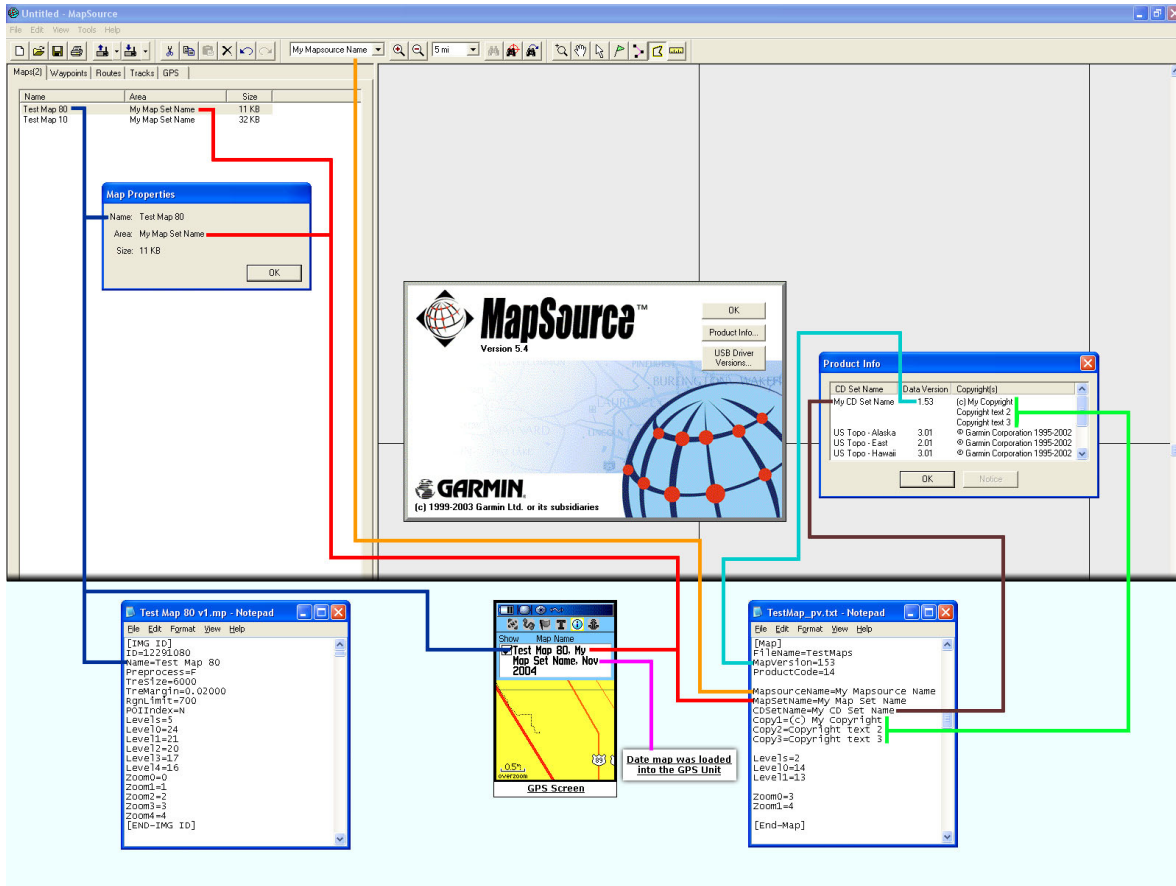 Untitled - MapSource
File Edit View Tools Help
My Mapsource Name
5 mi
Maps(2) Waypoints Routes Tracks GPS
Name Area Size
Test Map 80 My Map Set Name 11 KB
Test Map 10 My Map Set Name 32 KB
Map Properties
Name: Test Map 80
Area: My Map Set Name
Size: 11 KB
OK
MapSource™
Version 5.4
OK
Product Info...
USB Driver
Versions...
GARMIN
(c) 1999-2003 Garmin Ltd. or its subsidiaries
Product Info
CD Set Name Data Version Copyright(s)
My CD Set Name 1.53 (c) My Copyright
Copyright text 2
Copyright text 3
US Topo - Alaska 3.01 © Garmin Corporation 1995-2002
US Topo - East 2.01 © Garmin Corporation 1995-2002
US Topo - Hawaii 3.01 © Garmin Corporation 1995-2002
OK Notice
Test Map 80 v1.mp - Notepad
File Edit Format View Help
[IMG ID]
ID=12291080
Name=Test Map 80
Preprocess=F
TreSize=6000
TreMargin=0.02000
RgnLimit=700
POIIndex=N
Levels=5
Level0=24
Level1=21
Level2=20
Level3=17
Level4=16
Zoom0=0
Zoom1=1
Zoom2=2
Zoom3=3
Zoom4=4
[END-IMG ID]
Show Map Name
Test Map 80, My
Map Set Name, Nov
2004
0.5mi
overzoom
89
GPS Screen
Date map was loaded
into the GPS Unit
TestMap_pv.txt - Notepad
File Edit Format View Help
[Map]
FileName=TestMaps
MapVersion=153
ProductCode=14
MapsourceName=My Mapsource Name
MapSetName=My Map Set Name
CDSetName=My CD Set Name
Copy1=(c) My Copyright
Copy2=Copyright text 2
Copy3=Copyright text 3
Levels=2
Level0=14
Level1=13
Zoom0=3
Zoom1=4
[End-Map]